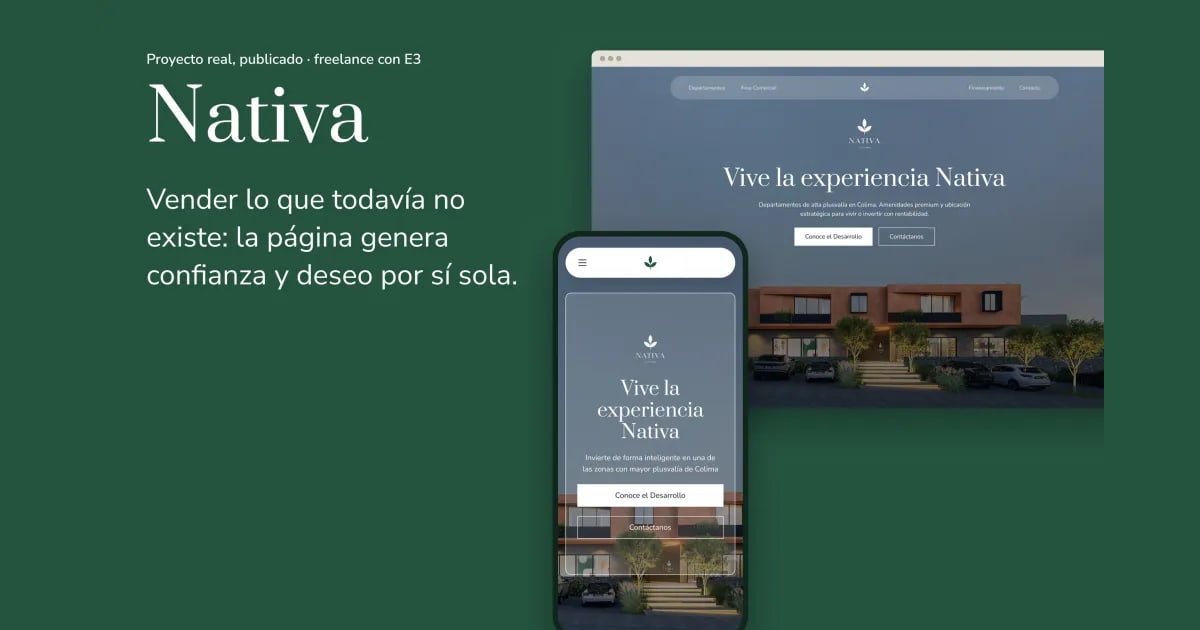 Proyecto real, publicado · freelance con E3
Nativa
Vender lo que todavía no
existe: la página genera
confianza y deseo por sí sola.
Departamentos
Área Comercial
Financiamiento
Contacto
NATIVA
Vive la experiencia Nativa
Departamentos de alta plusvalía en Colima. Amenidades premium y ubicación
estratégica para vivir o invertir con rentabilidad.
Conoce el Desarrollo
Contáctanos
NATIVA
Vive la
experiencia
Nativa
Invierte de forma inteligente en una de
las zonas con mayor plusvalía de Colima
Conoce el Desarrollo
Contáctanos